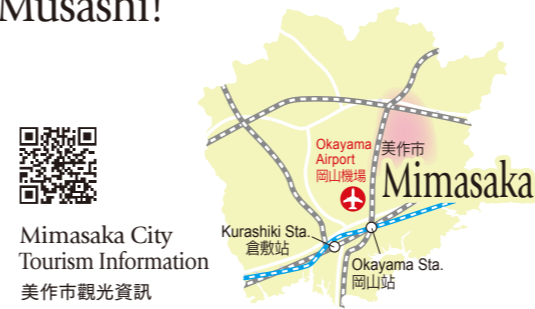 Musashi!
Okayama
Airport
岡山機場
美作市
Mimasaka
Kurashiki Sta.
倉敷站
Okayama Sta.
岡山站
Mimasaka City
Tourism Information
美作市觀光資訊